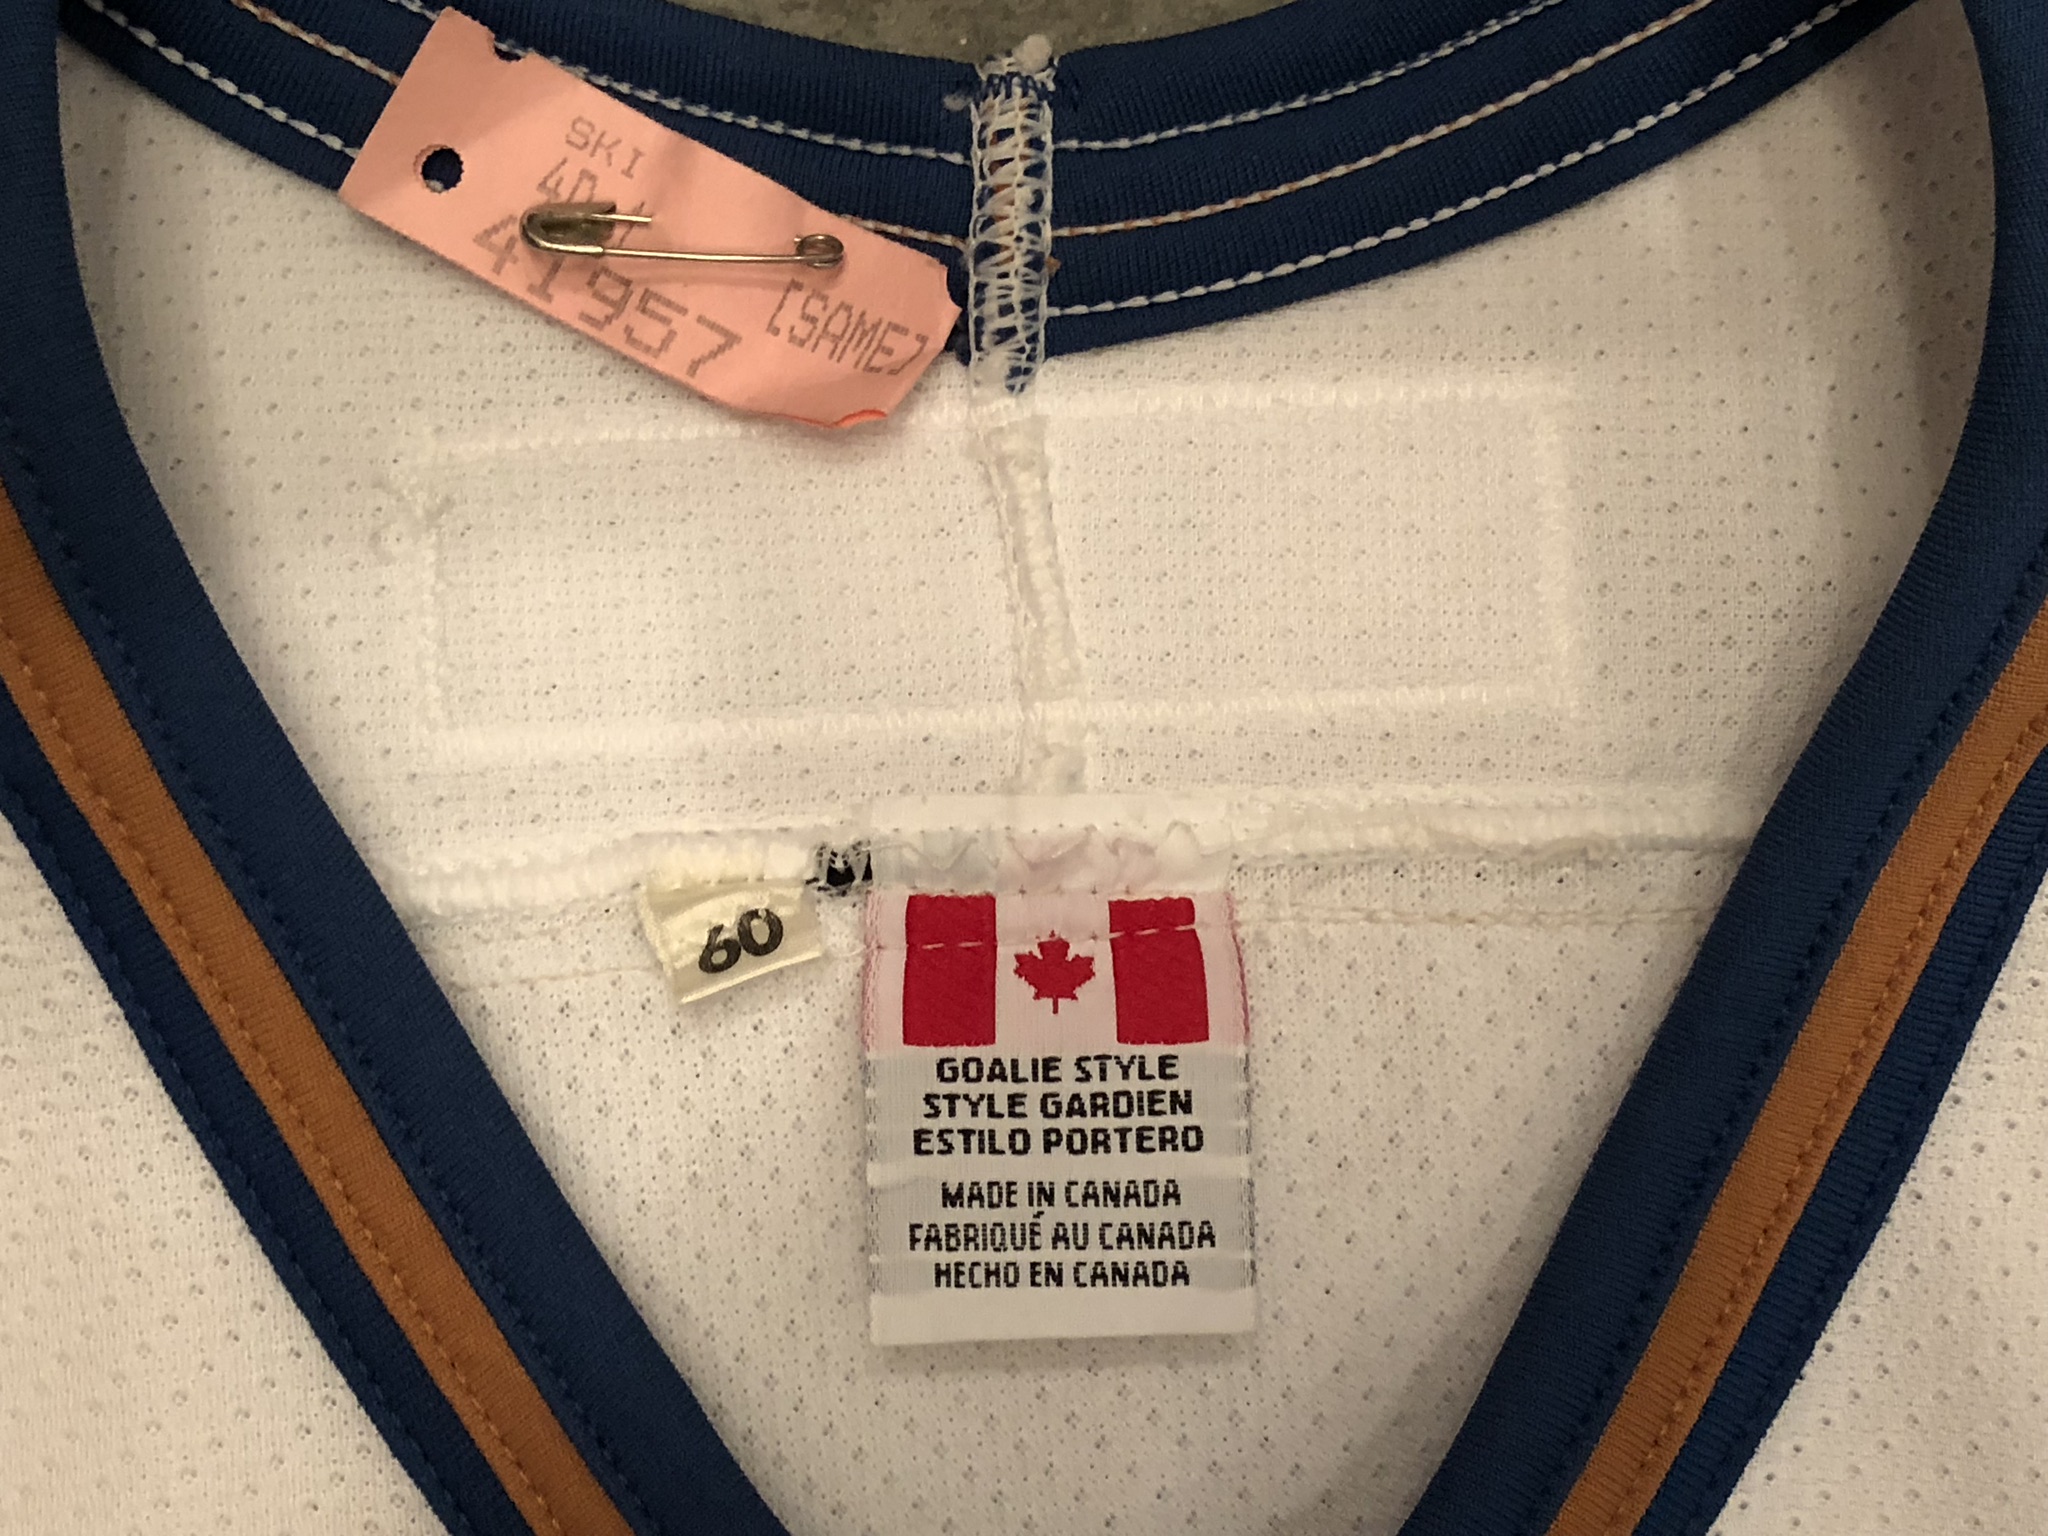 SKI
41957
[SAME]
60
GOALIE STYLE
STYLE GARDIEN
ESTILO PORTERO
MADE IN CANADA
FABRIQUÉ AU CANADA
HECHO EN CANADA